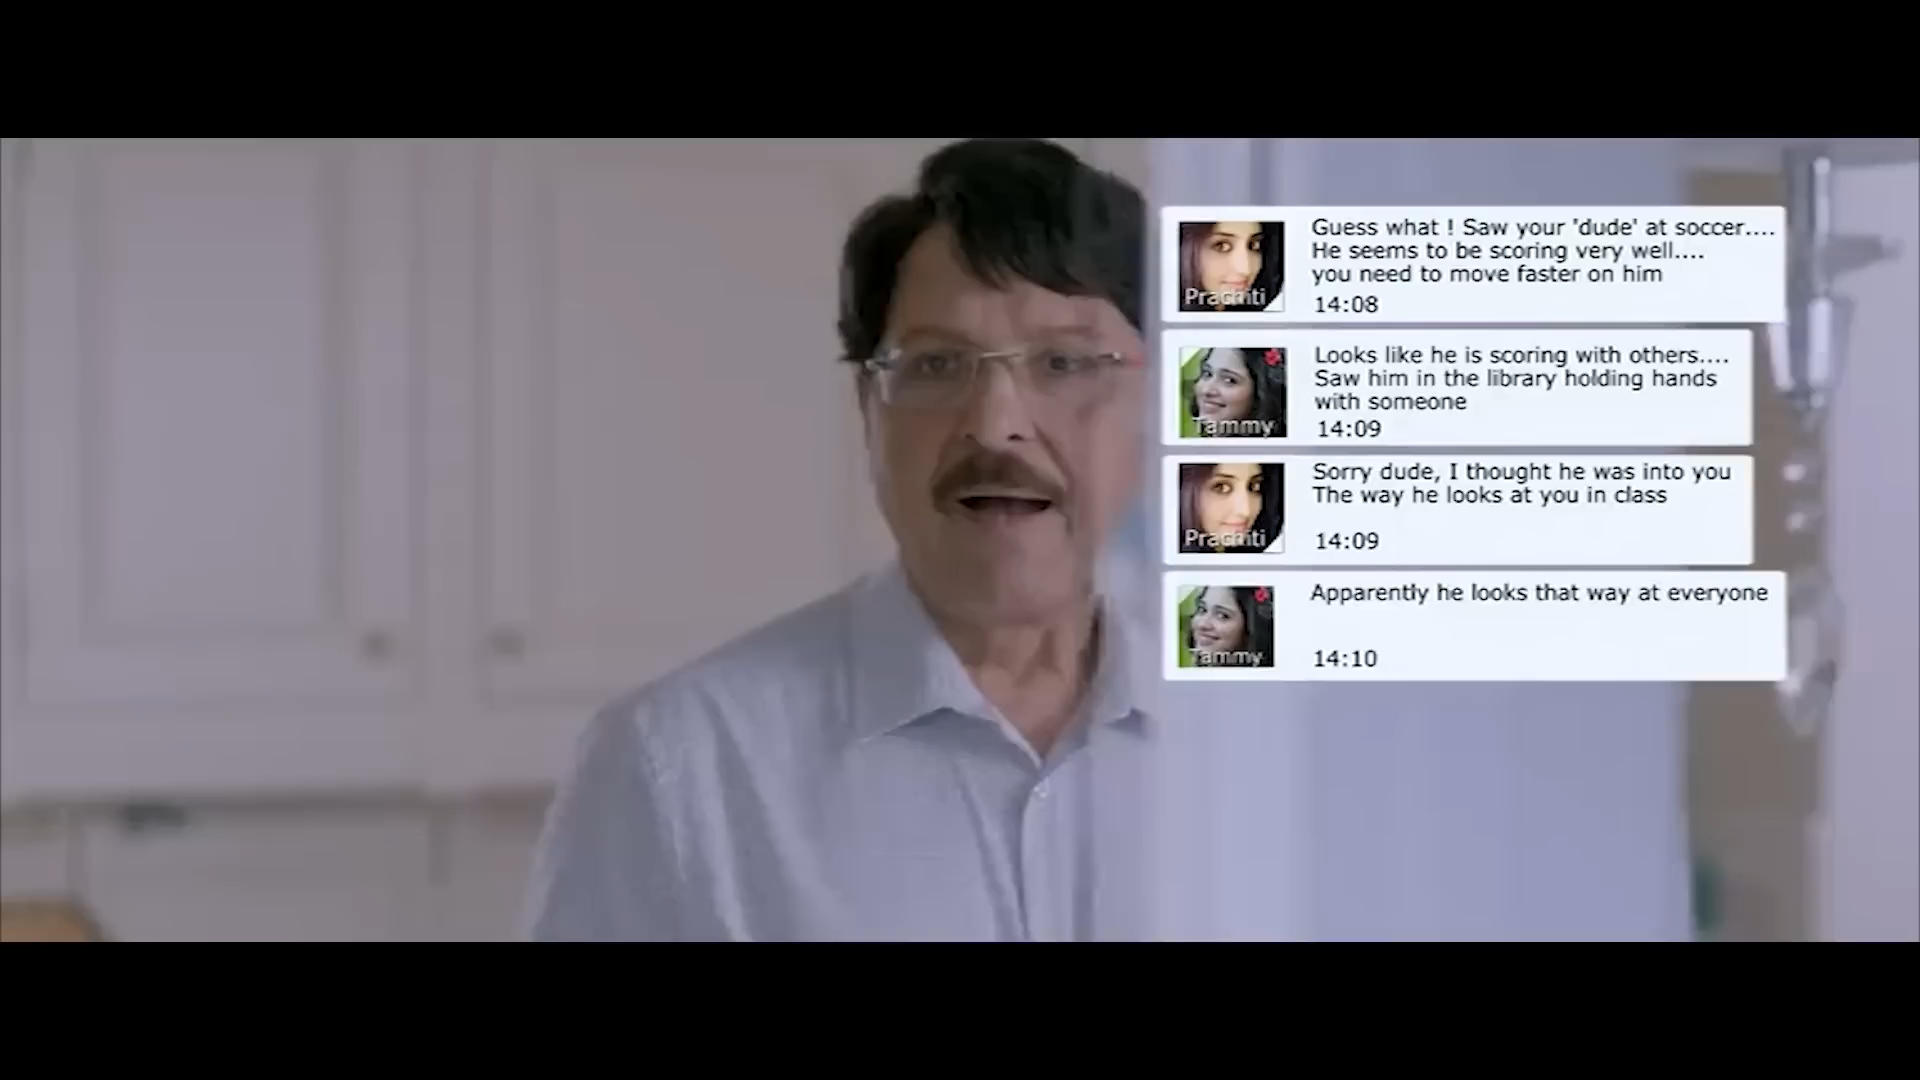 Guess what ! Saw your 'dude' at soccer....
He seems to be scoring very well....
you need to move faster on him
Prachiti
14:08
Looks like he is scoring with others....
Saw him in the library holding hands
with someone
Tammy
14:09
Sorry dude, I thought he was into you
The way he looks at you in class
Prachiti
14:09
Apparently he looks that way at everyone
Tammy
14:10